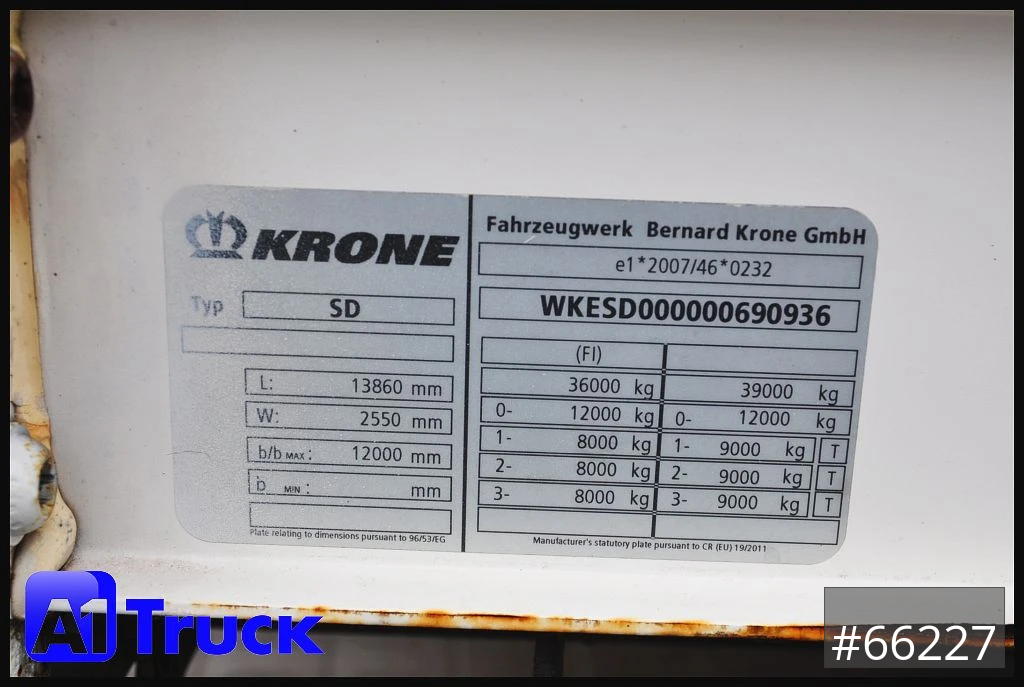 KRONE
Typ SD
L: 13860 mm
W: 2550 mm
b/b MAX: 12000 mm
b MIN: mm
Plate relating to dimensions pursuant to 96/53/EG
Fahrzeugwerk Bernard Krone GmbH
e1*2007/46*0232
WKESD000000690936
(FI)
36000 kg 39000 kg
0- 12000 kg 0- 12000 kg
1- 8000 kg 1- 9000 kg T
2- 8000 kg 2- 9000 kg T
3- 8000 kg 3- 9000 kg T
Manufacturer's statutory plate pursuant to CR (EU) 19/2011
A1 Truck
#66227